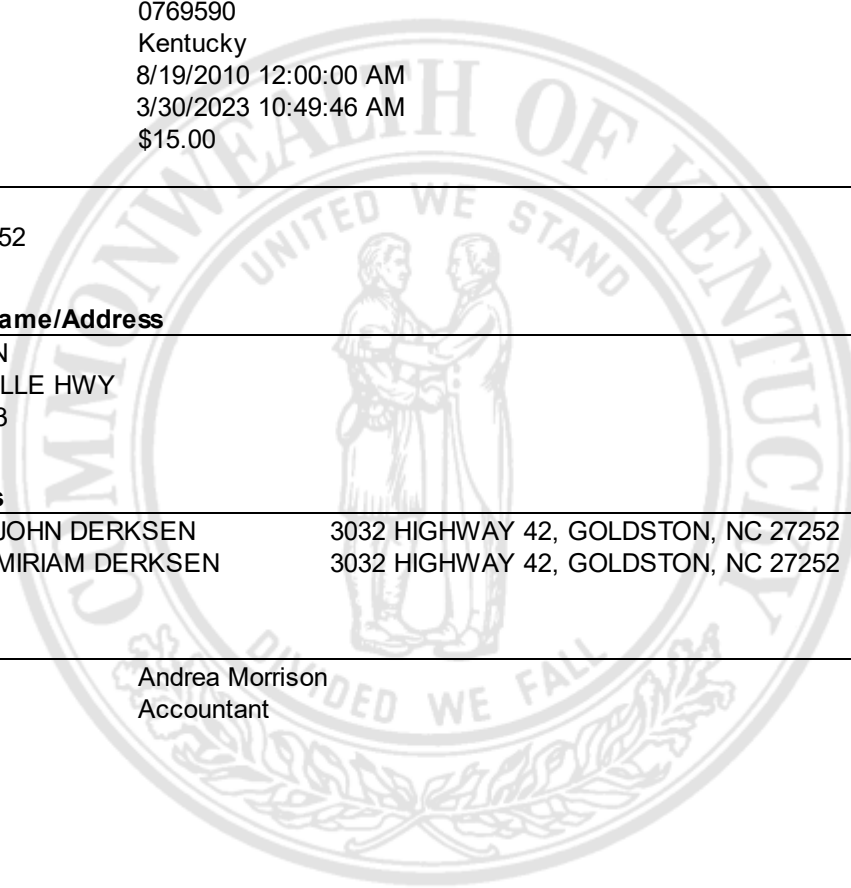 0769590
Kentucky
8/19/2010 12:00:00 AM
3/30/2023 10:49:46 AM
$15.00
52
ame/Address
N
LLE HWY
3
s
JOHN DERKSEN 3032 HIGHWAY 42, GOLDSTON, NC 27252
MIRIAM DERKSEN 3032 HIGHWAY 42, GOLDSTON, NC 27252
Andrea Morrison
Accountant
COMMONWEALTH OF KENTUCKY
UNITED WE STAND
DIVIDED WE FALL